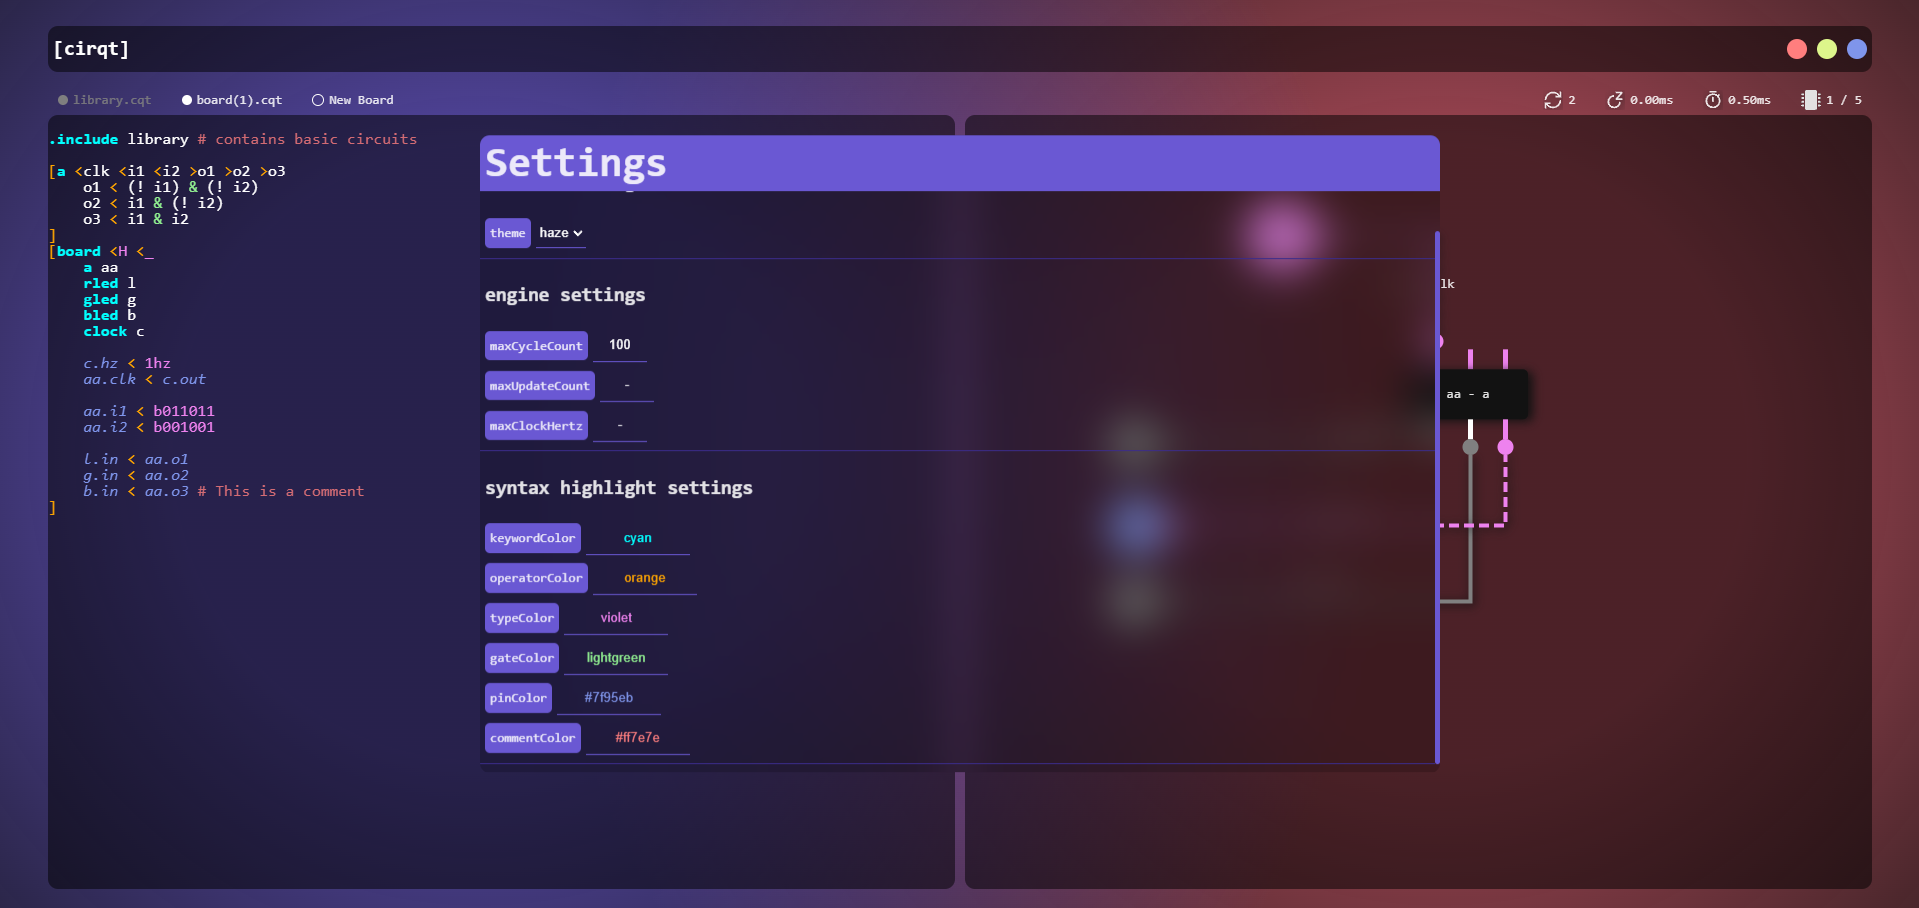 [cirqt]
library.cqt
board(1).cqt
New Board
2
0.00ms
0.50ms
1 / 5
.include library # contains basic circuits
[a <clk <i1 <i2 >o1 >o2 >o3
o1 < (! i1) & (! i2)
o2 < i1 & (! i2)
o3 < i1 & i2
]
[board <H <_
a aa
rled l
gled g
bled b
clock c
c.hz < 1hz
aa.clk < c.out
aa.i1 < b011011
aa.i2 < b001001
l.in < aa.o1
g.in < aa.o2
b.in < aa.o3 # This is a comment
]
Settings
theme haze
engine settings
maxCycleCount 100
maxUpdateCount -
maxClockHertz -
syntax highlight settings
keywordColor cyan
operatorColor orange
typeColor violet
gateColor lightgreen
pinColor #7f95eb
commentColor #ff7e7e
lk
aa - a